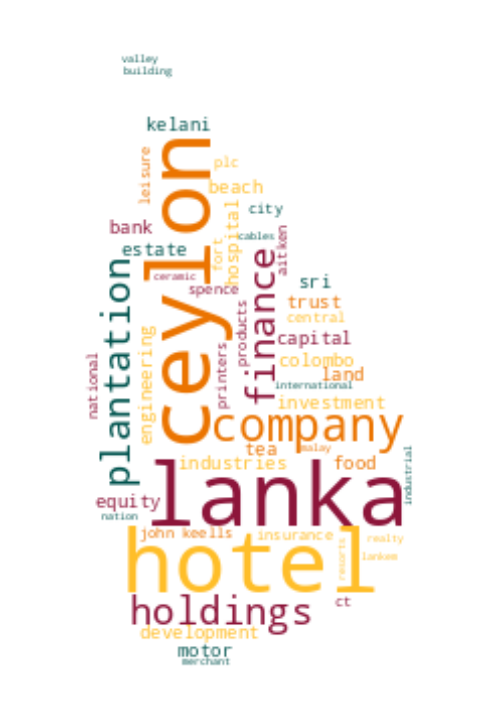 valley
building
kelani
ceylon
leisure
plc
beach
hospital
city
bank
cables
aitken
estate
fort
finance
plantation
ceramic
spence
sri
products
trust
central
engineering
printers
capital
national
colombo
land
international
investment
company
tea
malay
industries
food
industrial
lanka
equity
nation
john keells
insurance
realty
hotel
resorts
lankem
holdings
ct
development
motor
merchant